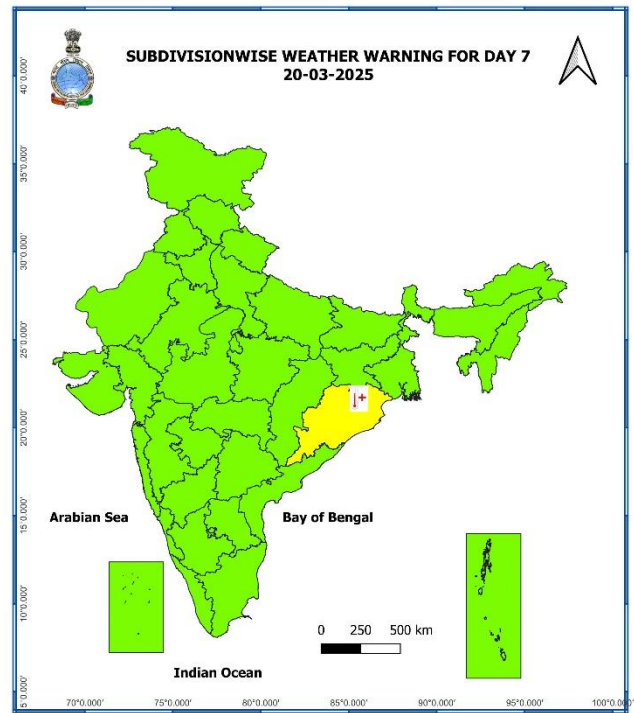 SUBDIVISIONWISE WEATHER WARNING FOR DAY 7
20-03-2025
40°0.000'
35°0.000'
30°0.000'
25°0.000'
20°0.000'
15°0.000'
10°0.000'
5°0.000'
Arabian Sea
Bay of Bengal
0 250 500 km
Indian Ocean
70°0.000' 75°0.000' 80°0.000' 85°0.000' 90°0.000' 95°0.000' 100°0.000'